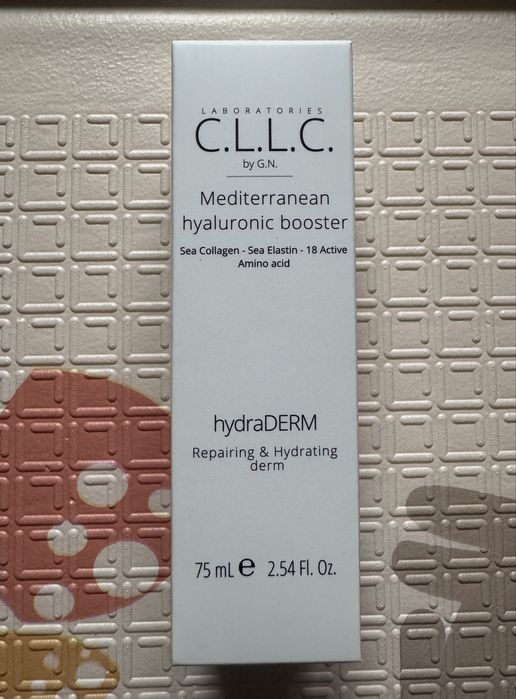 LABORATORIES
C.L.L.C.
by G.N.
Mediterranean
hyaluronic booster
Sea Collagen - Sea Elastin - 18 Active
Amino acid
hydraDERM
Repairing & Hydrating
derm
75 mL ℮ 2.54 Fl. Oz.